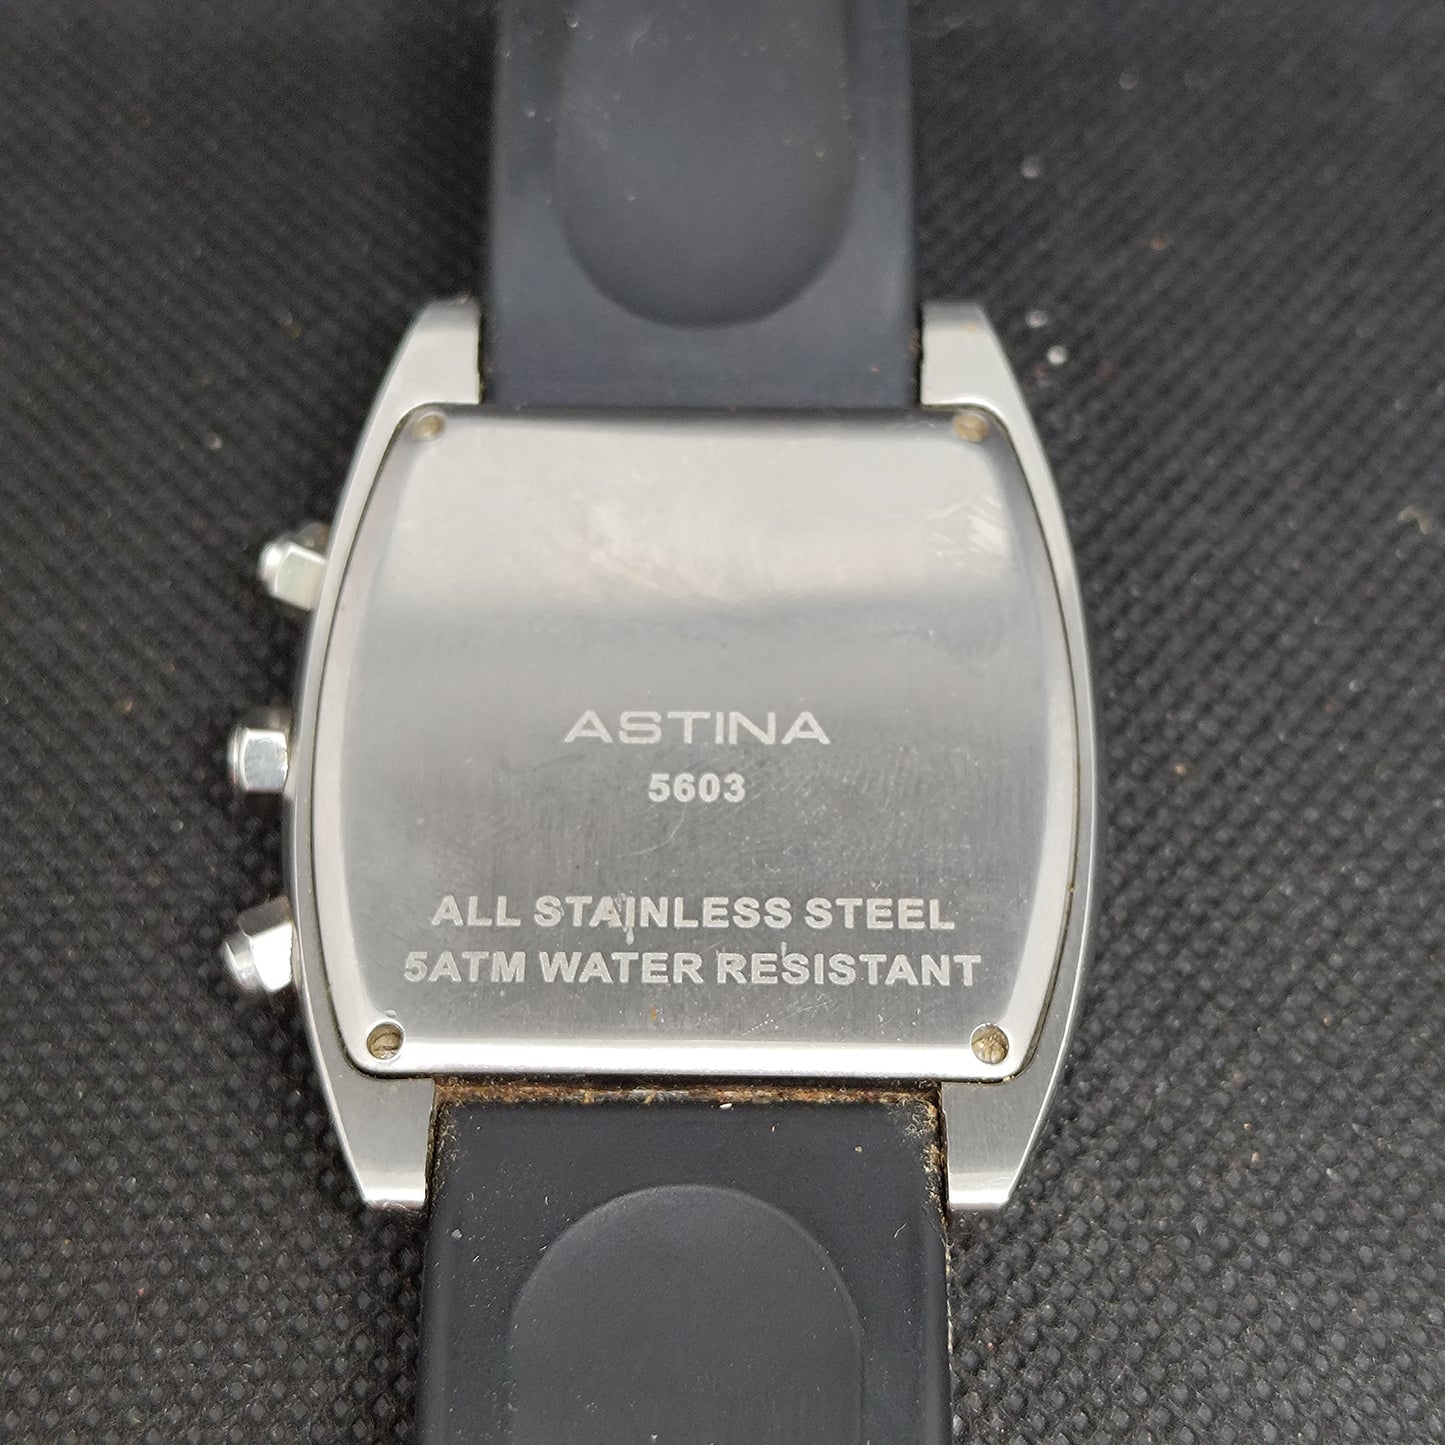 ASTINA
5603
ALL STAINLESS STEEL
5ATM WATER RESISTANT